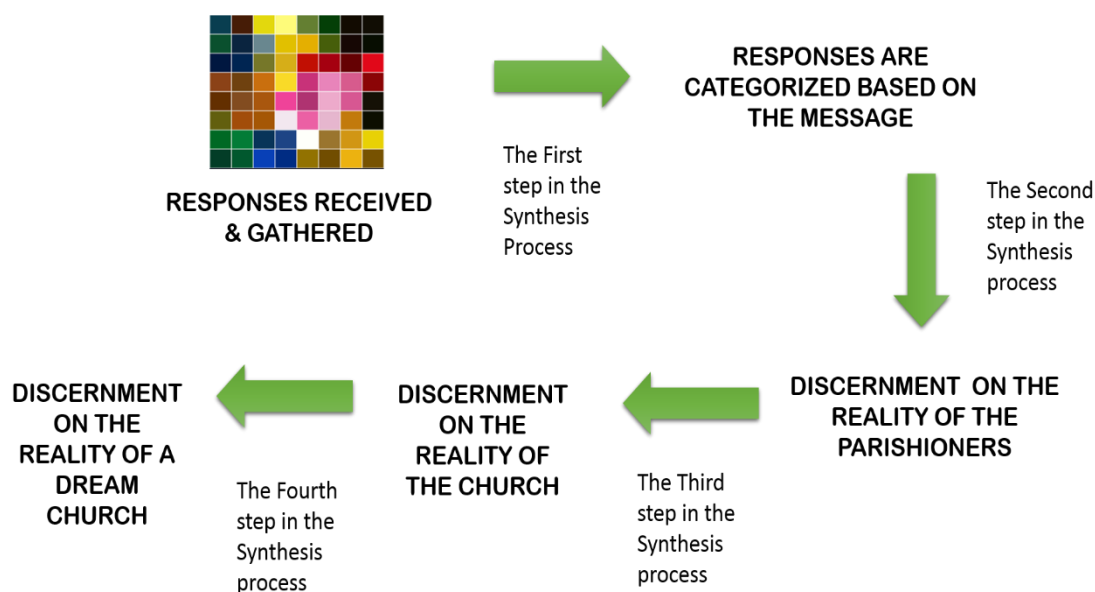 RESPONSES RECEIVED
& GATHERED
The First
step in the
Synthesis
Process
RESPONSES ARE
CATEGORIZED BASED ON
THE MESSAGE
The Second
step in the
Synthesis
process
DISCERNMENT ON THE
REALITY OF THE
PARISHIONERS
The Third
step in the
Synthesis
process
DISCERNMENT
ON THE
REALITY OF
THE CHURCH
The Fourth
step in the
Synthesis
process
DISCERNMENT
ON THE
REALITY OF A
DREAM
CHURCH